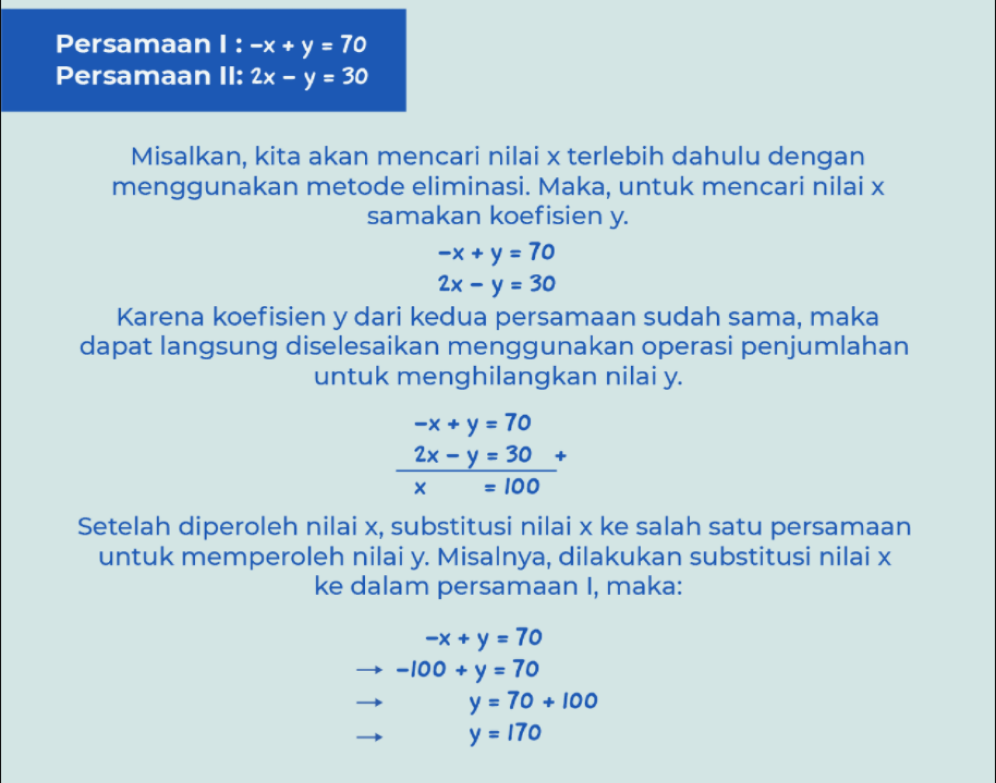 Persamaan I : -x + y = 70
Persamaan II: 2x - y = 30
Misalkan, kita akan mencari nilai x terlebih dahulu dengan
menggunakan metode eliminasi. Maka, untuk mencari nilai x
samakan koefisien y.
-x + y = 70
2x - y = 30
Karena koefisien y dari kedua persamaan sudah sama, maka
dapat langsung diselesaikan menggunakan operasi penjumlahan
untuk menghilangkan nilai y.
-x + y = 70
2x - y = 30 +
x = 100
Setelah diperoleh nilai x, substitusi nilai x ke salah satu persamaan
untuk memperoleh nilai y. Misalnya, dilakukan substitusi nilai x
ke dalam persamaan I, maka:
-x + y = 70
→ -100 + y = 70
→ y = 70 + 100
→ y = 170